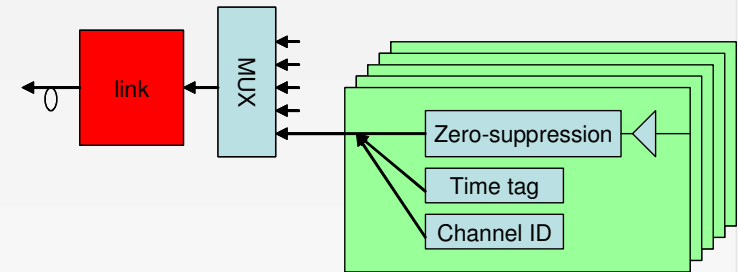 link
MUX
Zero-suppression
Time tag
Channel ID